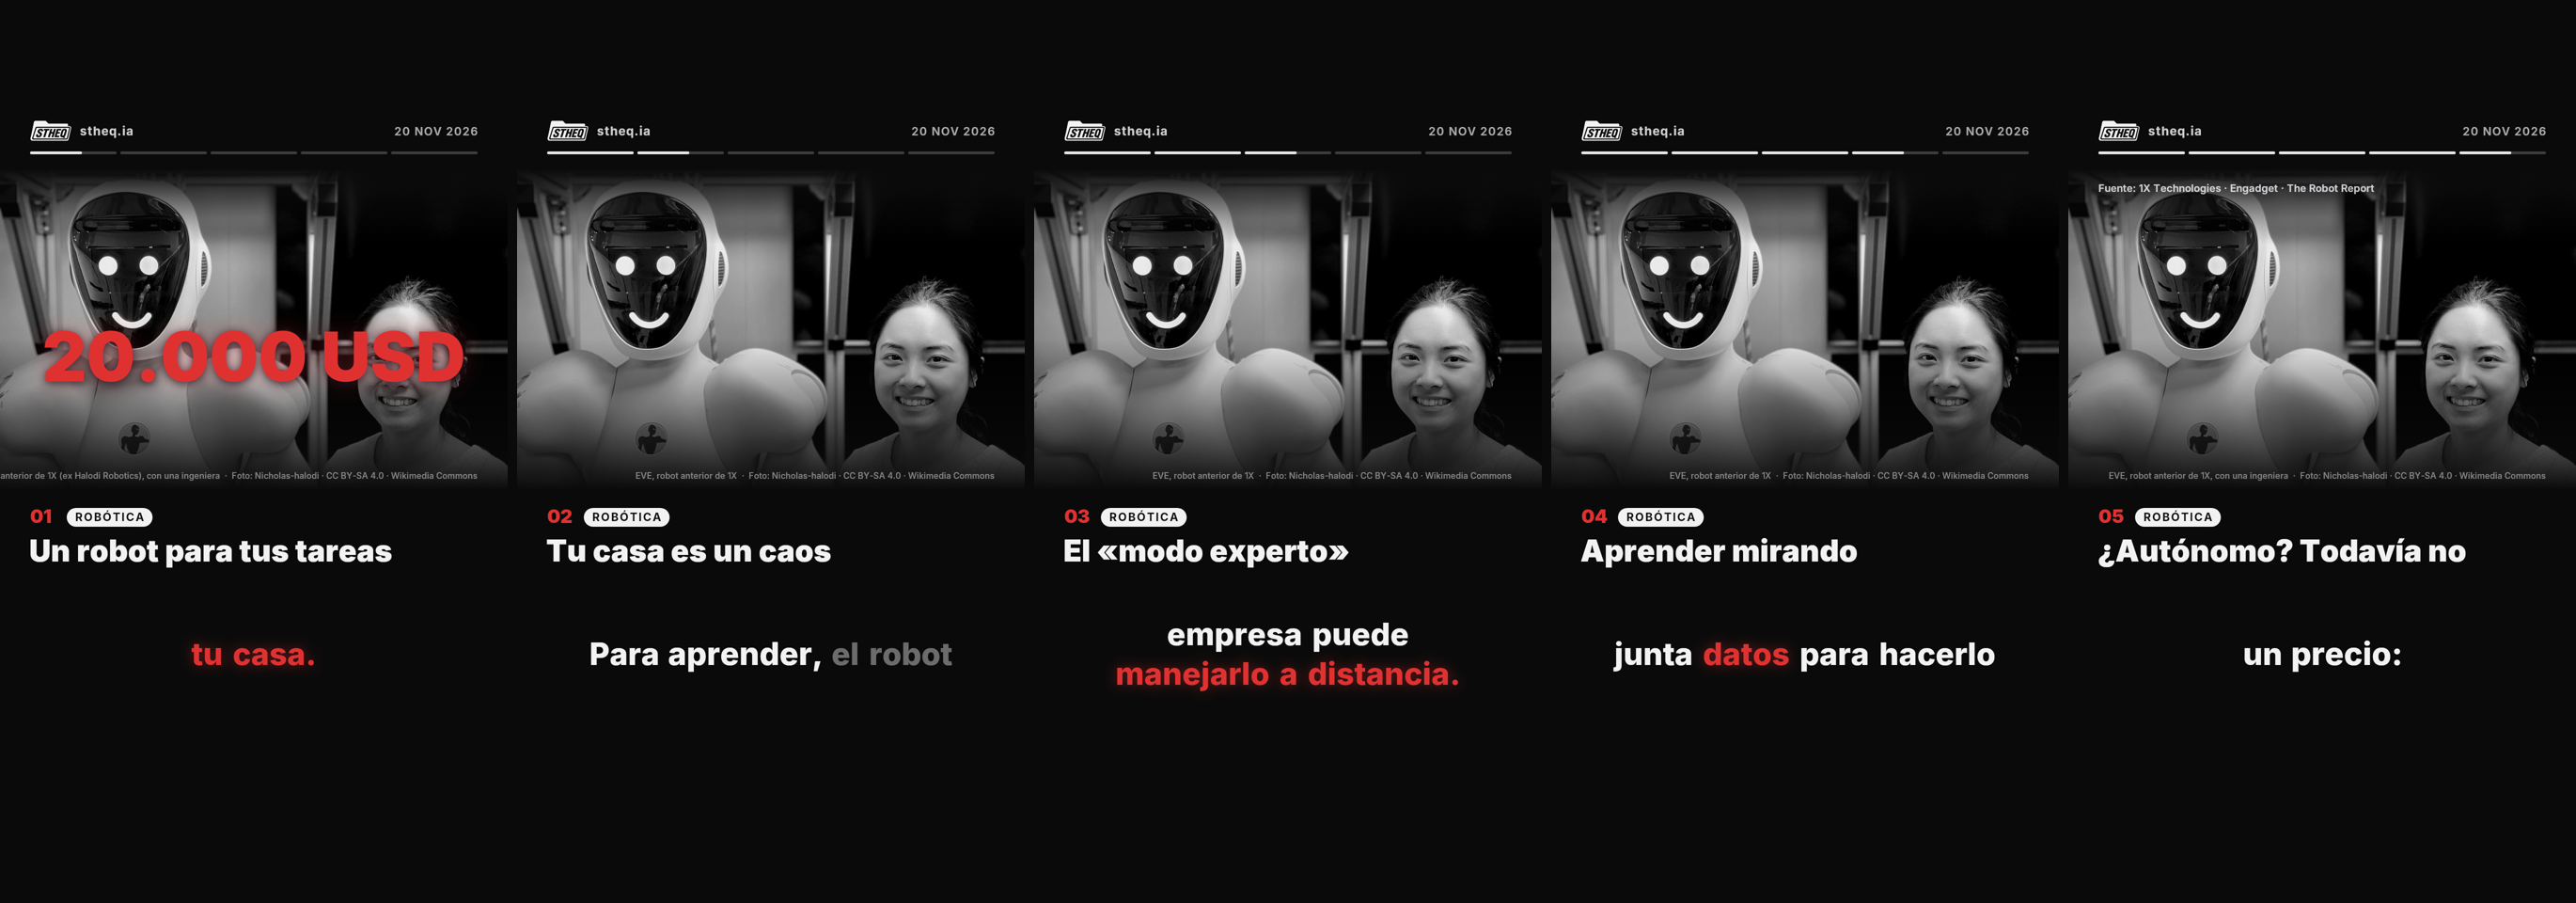 STHEQ stheq.ia 20 NOV 2026
20.000 USD
anterior de 1X (ex Halodi Robotics), con una ingeniera · Foto: Nicholas-halodi · CC BY-SA 4.0 · Wikimedia Commons
01 ROBÓTICA
Un robot para tus tareas
tu casa.
STHEQ stheq.ia 20 NOV 2026
EVE, robot anterior de 1X · Foto: Nicholas-halodi · CC BY-SA 4.0 · Wikimedia Commons
02 ROBÓTICA
Tu casa es un caos
Para aprender, el robot
STHEQ stheq.ia 20 NOV 2026
EVE, robot anterior de 1X · Foto: Nicholas-halodi · CC BY-SA 4.0 · Wikimedia Commons
03 ROBÓTICA
El «modo experto»
empresa puede
manejarlo a distancia.
STHEQ stheq.ia 20 NOV 2026
EVE, robot anterior de 1X · Foto: Nicholas-halodi · CC BY-SA 4.0 · Wikimedia Commons
04 ROBÓTICA
Aprender mirando
junta datos para hacerlo
STHEQ stheq.ia 20 NOV 2026
Fuente: 1X Technologies · Engadget · The Robot Report
EVE, robot anterior de 1X, con una ingeniera · Foto: Nicholas-halodi · CC BY-SA 4.0 · Wikimedia Commons
05 ROBÓTICA
¿Autónomo? Todavía no
un precio: